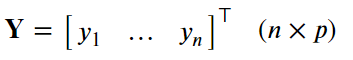 Y = [ y₁ … yₙ ]ᵀ (n × p)